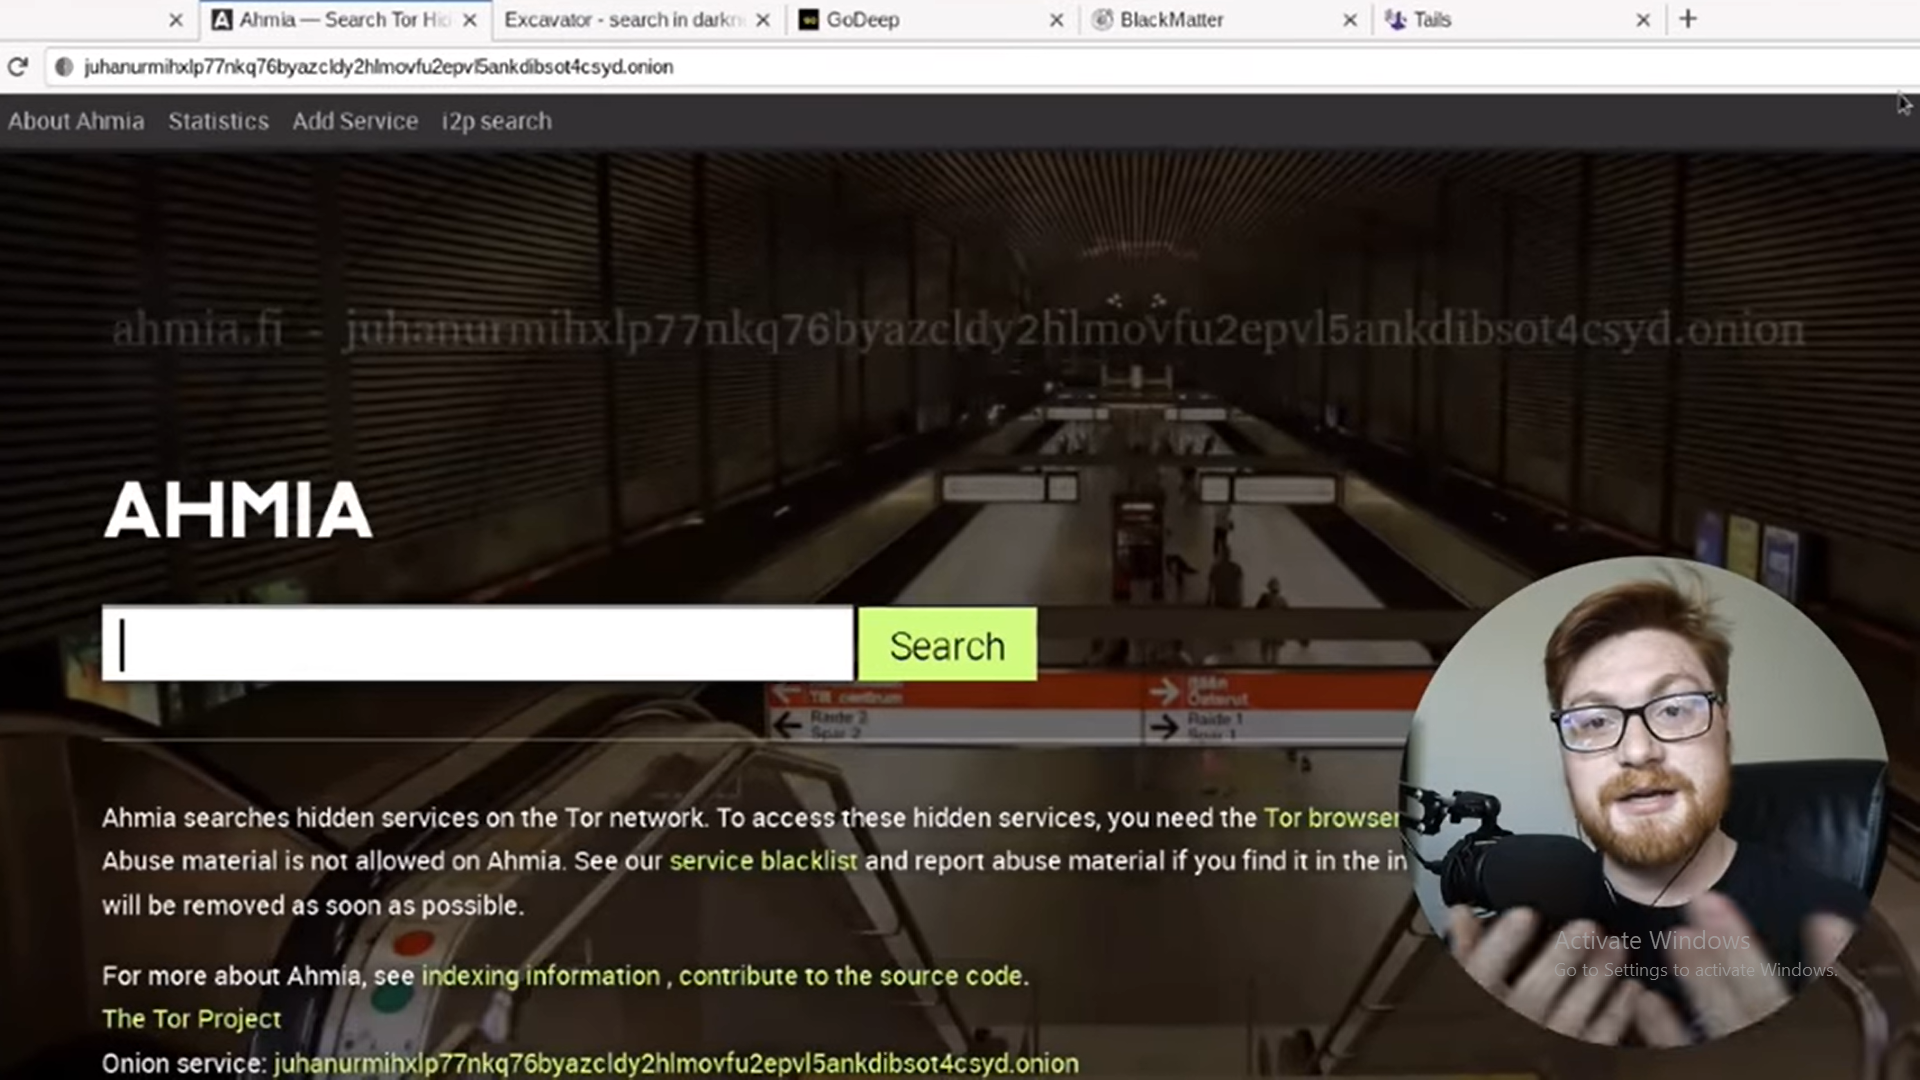 Ahmia — Search Tor Hid
Excavator - search in darkn
GoDeep
BlackMatter
Tails
juhanurmihxlp77nkq76byazcldy2hlmovfu2epvl5ankdibsot4csyd.onion
About Ahmia Statistics Add Service i2p search
ahmia.fi - juhanurmihxlp77nkq76byazcldy2hlmovfu2epvl5ankdibsot4csyd.onion
AHMIA
Search
Raide 2
Raide 1
Ahmia searches hidden services on the Tor network. To access these hidden services, you need the Tor browser
Abuse material is not allowed on Ahmia. See our service blacklist and report abuse material if you find it in the in
will be removed as soon as possible.
For more about Ahmia, see indexing information , contribute to the source code.
The Tor Project
Onion service: juhanurmihxlp77nkq76byazcldy2hlmovfu2epvl5ankdibsot4csyd.onion
Activate Windows
Go to Settings to activate Windows.